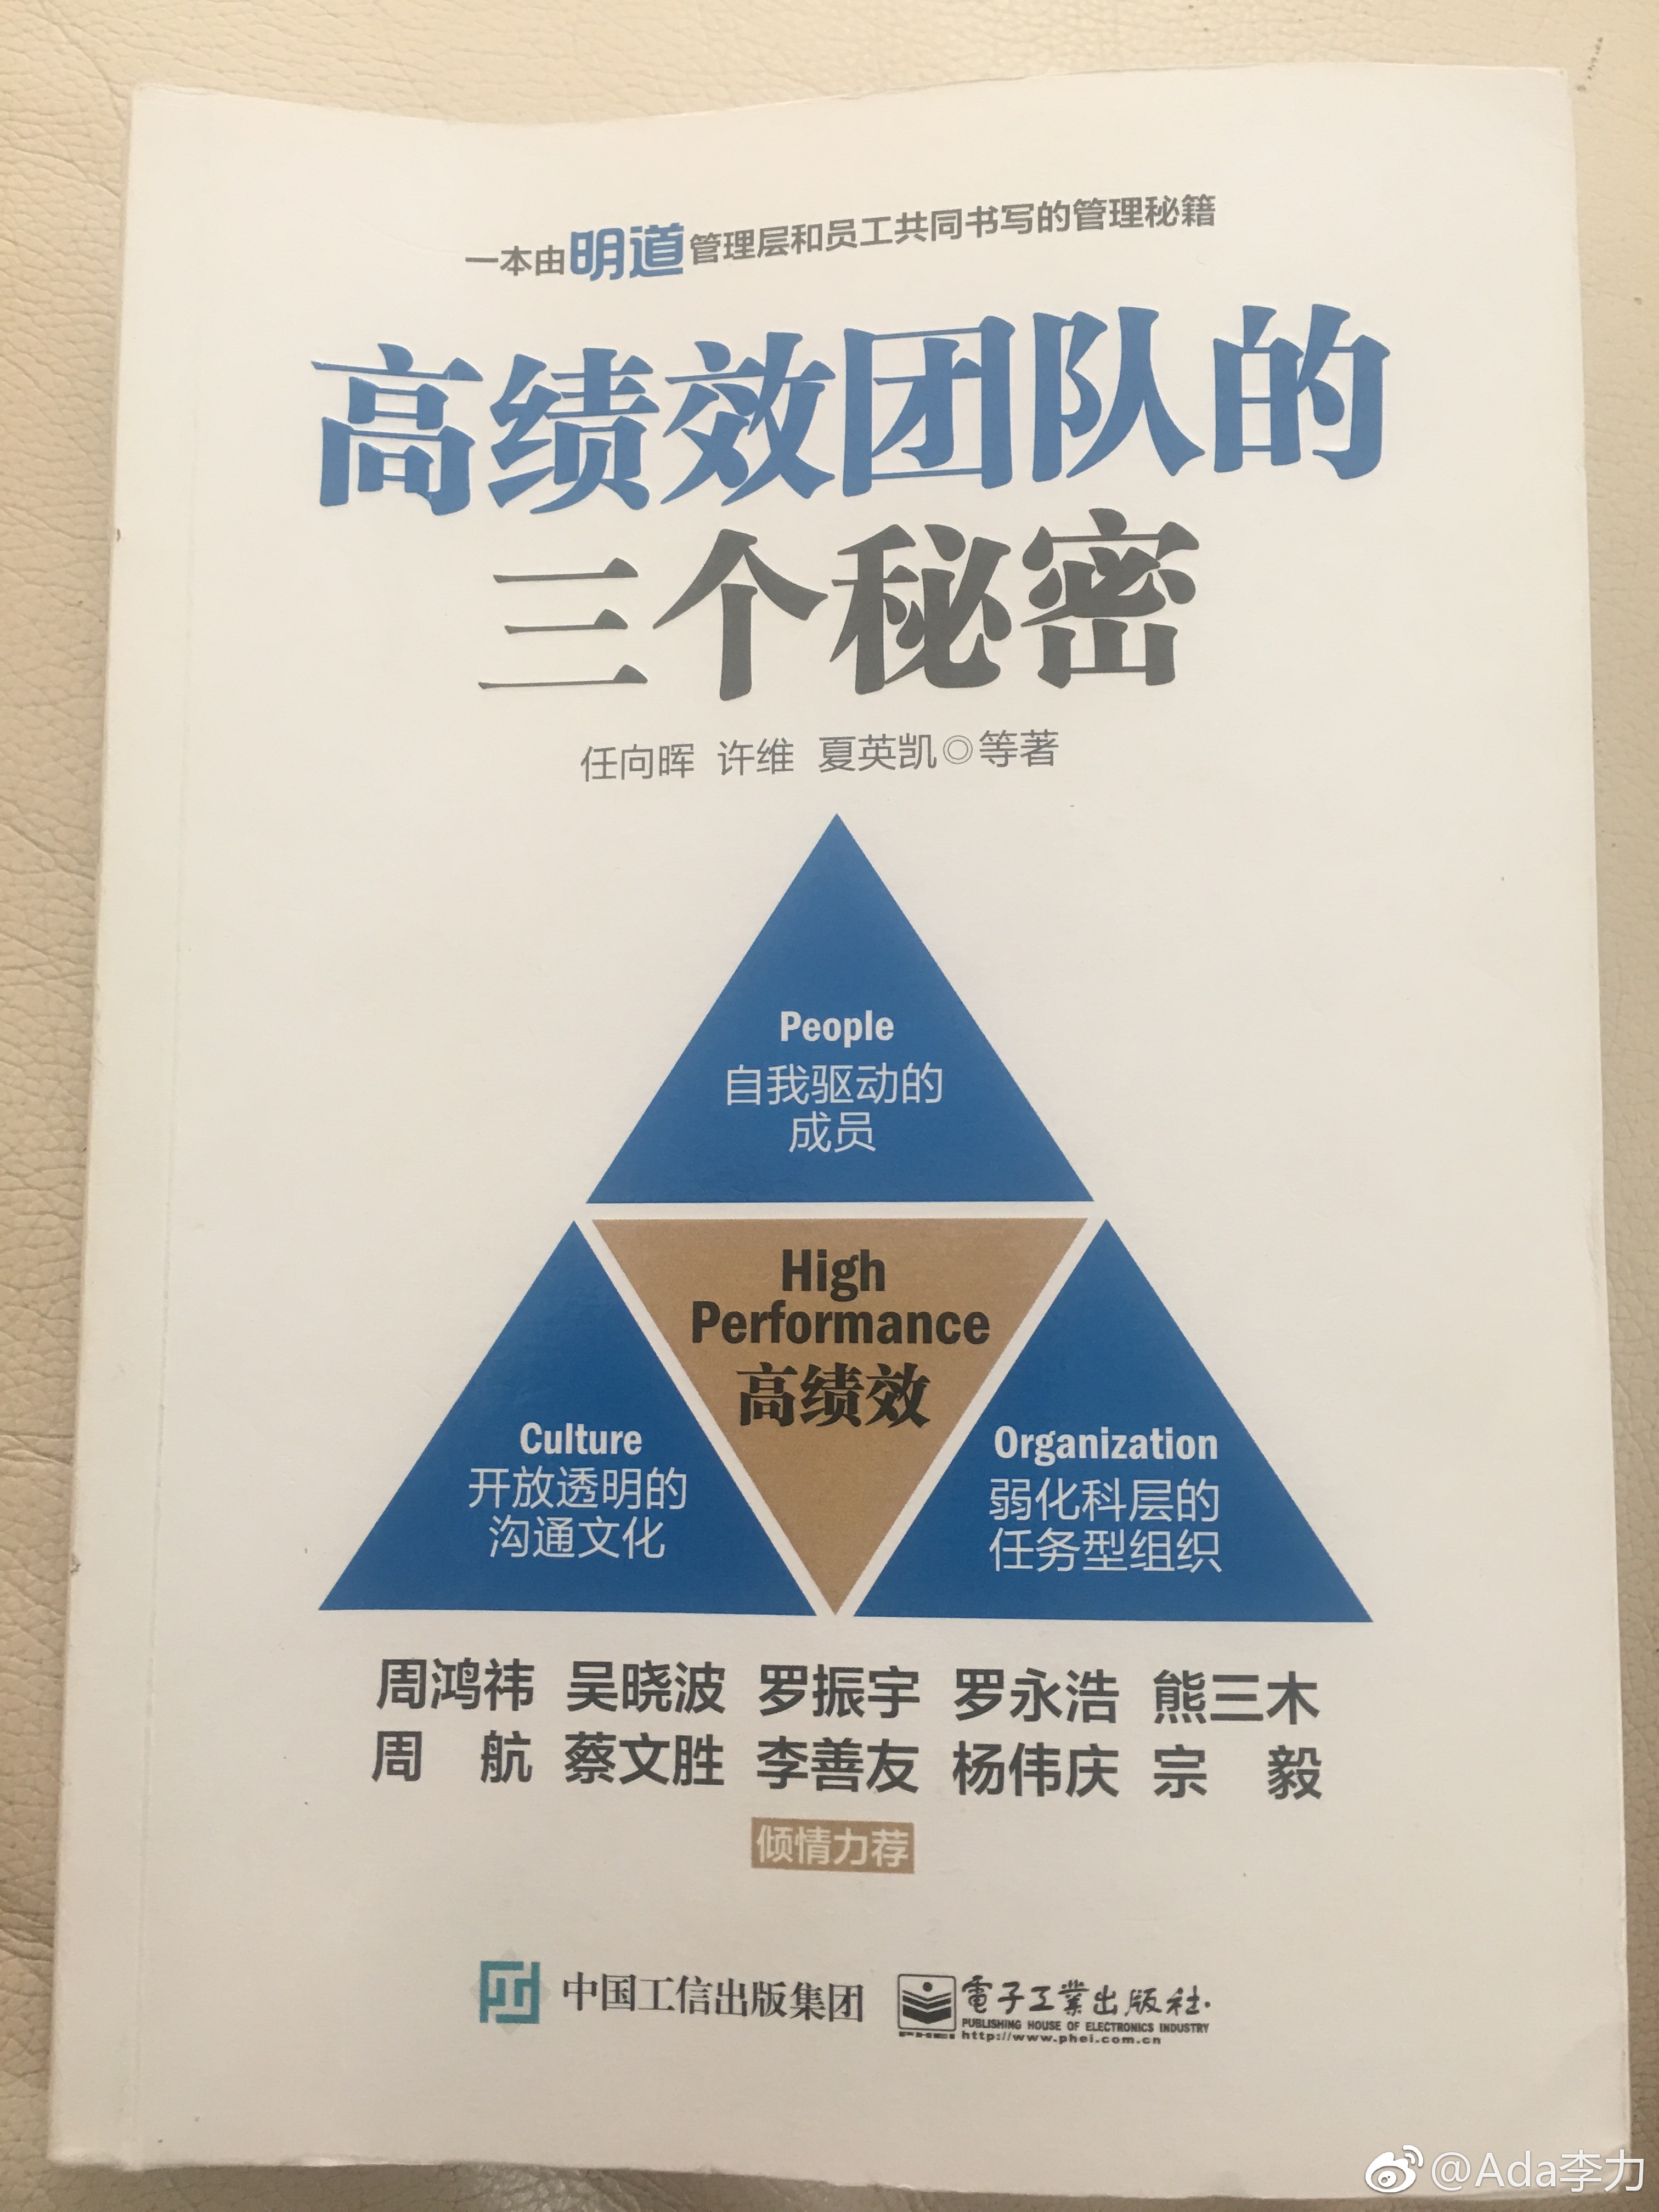 一本由明道管理层和员工共同书写的管理秘籍
高绩效团队的
三个秘密
任向晖 许维 夏英凯◎等著
People
自我驱动的
成员
High
Performance
高绩效
Culture
开放透明的
沟通文化
Organization
弱化科层的
任务型组织
周鸿祎 吴晓波 罗振宇 罗永浩 熊三木
周 航 蔡文胜 李善友 杨伟庆 宗 毅
倾情力荐
中国工信出版集团
電子工業出版社·
PUBLISHING HOUSE OF ELECTRONICS INDUSTRY
PHEI http://www.phei.com.cn
@Ada李力